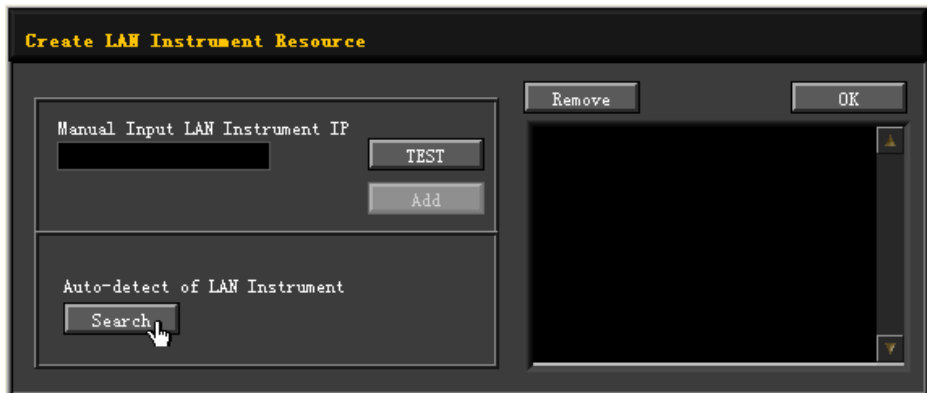 Create LAN Instrument Resource
Manual Input LAN Instrument IP
TEST
Add
Auto-detect of LAN Instrument
Search
Remove
OK